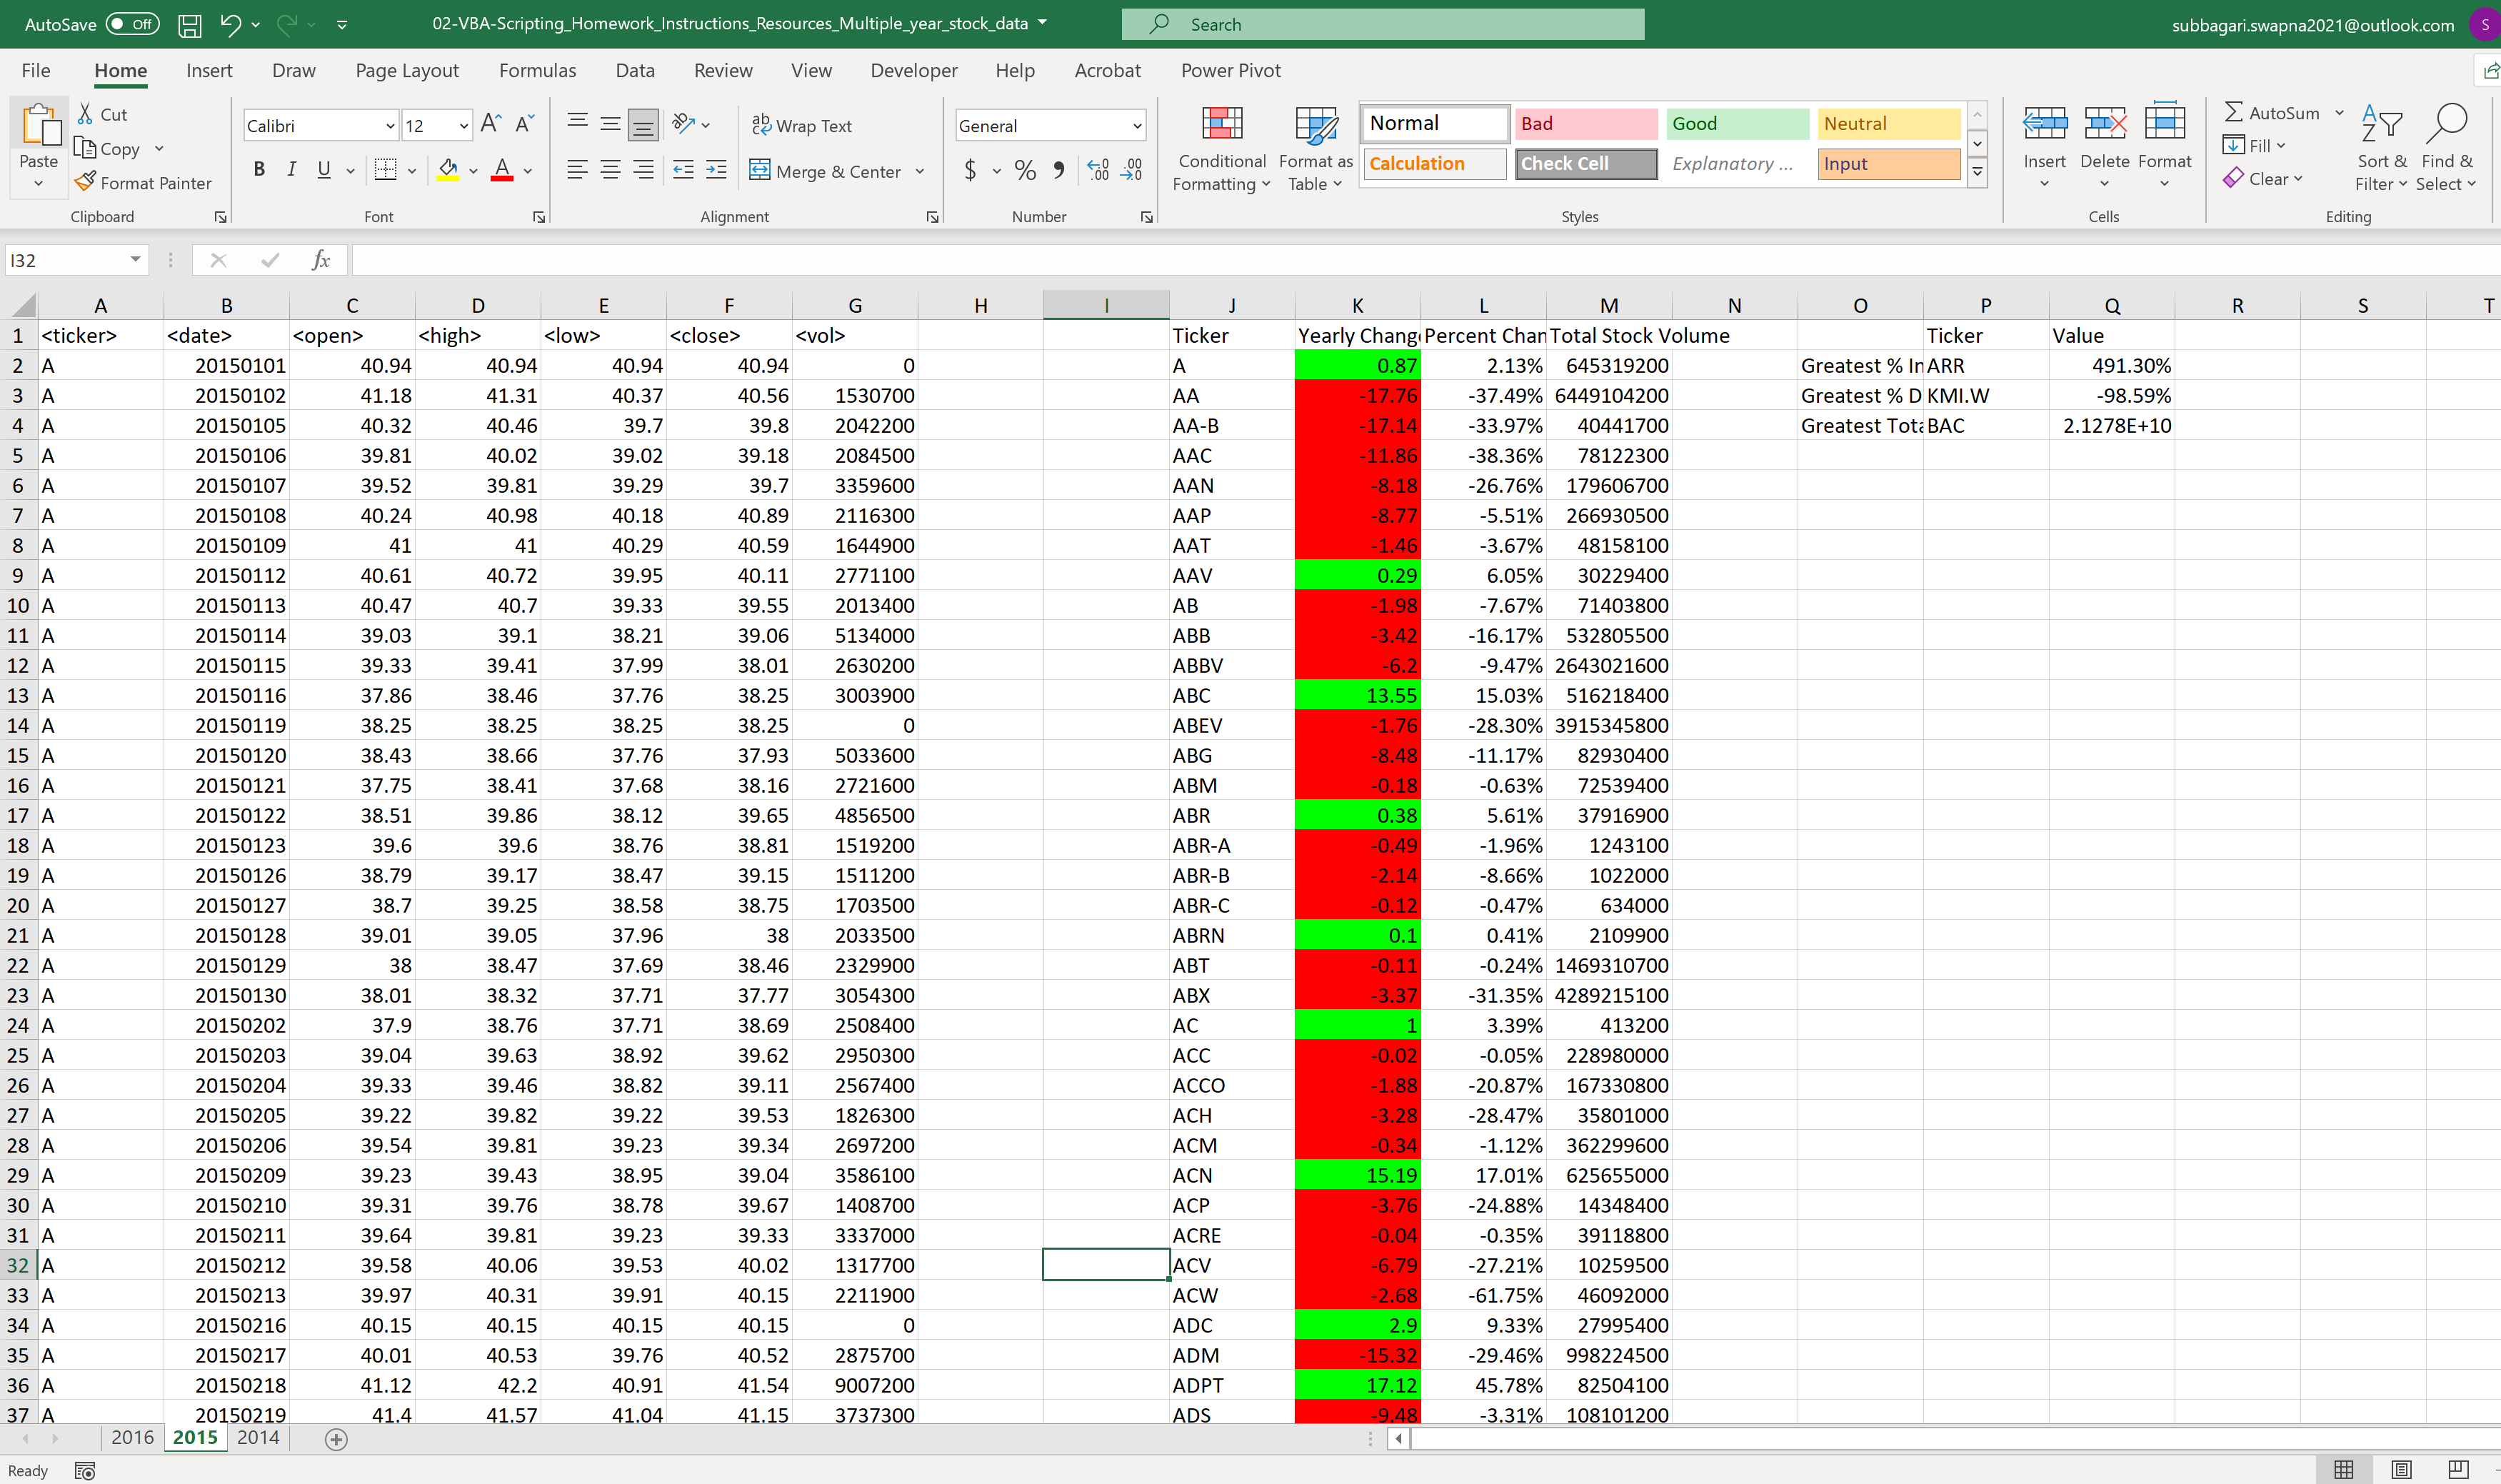 AutoSave Off 02-VBA-Scripting_Homework_Instructions_Resources_Multiple_year_stock_data Search subbagari.swapna2021@outlook.com S
File Home Insert Draw Page Layout Formulas Data Review View Developer Help Acrobat Power Pivot
Paste Cut Copy Format Painter Clipboard
Calibri 12 B I U A Font
ab Wrap Text Merge & Center Alignment
General $ % Number
Conditional Formatting Format as Table
Normal Bad Good Neutral
Calculation Check Cell Explanatory ... Input
Styles
Insert Delete Format Cells
AutoSum Fill Clear Sort & Filter Find & Select Editing
I32 fx
A B C D E F G H I J K L M N O P Q R S T
1 <ticker> <date> <open> <high> <low> <close> <vol> Ticker Yearly Chang Percent Chan Total Stock Volume Ticker Value
2 A 20150101 40.94 40.94 40.94 40.94 0 A 0.87 2.13% 645319200 Greatest % In ARR 491.30%
3 A 20150102 41.18 41.31 40.37 40.56 1530700 AA -17.76 -37.49% 6449104200 Greatest % D KMI.W -98.59%
4 A 20150105 40.32 40.46 39.7 39.8 2042200 AA-B -17.14 -33.97% 40441700 Greatest Tota BAC 2.1278E+10
5 A 20150106 39.81 40.02 39.02 39.18 2084500 AAC -11.86 -38.36% 78122300
6 A 20150107 39.52 39.81 39.29 39.7 3359600 AAN -8.18 -26.76% 179606700
7 A 20150108 40.24 40.98 40.18 40.89 2116300 AAP -8.77 -5.51% 266930500
8 A 20150109 41 41 40.29 40.59 1644900 AAT -1.46 -3.67% 48158100
9 A 20150112 40.61 40.72 39.95 40.11 2771100 AAV 0.29 6.05% 30229400
10 A 20150113 40.47 40.7 39.33 39.55 2013400 AB -1.98 -7.67% 71403800
11 A 20150114 39.03 39.1 38.21 39.06 5134000 ABB -3.42 -16.17% 532805500
12 A 20150115 39.33 39.41 37.99 38.01 2630200 ABBV -6.2 -9.47% 2643021600
13 A 20150116 37.86 38.46 37.76 38.25 3003900 ABC 13.55 15.03% 516218400
14 A 20150119 38.25 38.25 38.25 38.25 0 ABEV -1.76 -28.30% 3915345800
15 A 20150120 38.43 38.66 37.76 37.93 5033600 ABG -8.48 -11.17% 82930400
16 A 20150121 37.75 38.41 37.68 38.16 2721600 ABM -0.18 -0.63% 72539400
17 A 20150122 38.51 39.86 38.12 39.65 4856500 ABR 0.38 5.61% 37916900
18 A 20150123 39.6 39.6 38.76 38.81 1519200 ABR-A -0.49 -1.96% 1243100
19 A 20150126 38.79 39.17 38.47 39.15 1511200 ABR-B -2.14 -8.66% 1022000
20 A 20150127 38.7 39.25 38.58 38.75 1703500 ABR-C -0.12 -0.47% 634000
21 A 20150128 39.01 39.05 37.96 38 2033500 ABRN 0.1 0.41% 2109900
22 A 20150129 38 38.47 37.69 38.46 2329900 ABT -0.11 -0.24% 1469310700
23 A 20150130 38.01 38.32 37.71 37.77 3054300 ABX -3.37 -31.35% 4289215100
24 A 20150202 37.9 38.76 37.71 38.69 2508400 AC 1 3.39% 413200
25 A 20150203 39.04 39.63 38.92 39.62 2950300 ACC -0.02 -0.05% 228980000
26 A 20150204 39.33 39.46 38.82 39.11 2567400 ACCO -1.88 -20.87% 167330800
27 A 20150205 39.22 39.82 39.22 39.53 1826300 ACH -3.28 -28.47% 35801000
28 A 20150206 39.54 39.81 39.23 39.34 2697200 ACM -0.34 -1.12% 362299600
29 A 20150209 39.23 39.43 38.95 39.04 3586100 ACN 15.19 17.01% 625655000
30 A 20150210 39.31 39.76 38.78 39.67 1408700 ACP -3.76 -24.88% 14348400
31 A 20150211 39.64 39.81 39.23 39.33 3337000 ACRE -0.04 -0.35% 39118800
32 A 20150212 39.58 40.06 39.53 40.02 1317700 ACV -6.79 -27.21% 10259500
33 A 20150213 39.97 40.31 39.91 40.15 2211900 ACW -2.68 -61.75% 46092000
34 A 20150216 40.15 40.15 40.15 40.15 0 ADC 2.9 9.33% 27995400
35 A 20150217 40.01 40.53 39.76 40.52 2875700 ADM -15.32 -29.46% 998224500
36 A 20150218 41.12 42.2 40.91 41.54 9007200 ADPT 17.12 45.78% 82504100
37 A 20150219 41.4 41.57 41.04 41.15 3737300 ADS -9.48 -3.31% 108101200
2016 2015 2014
Ready